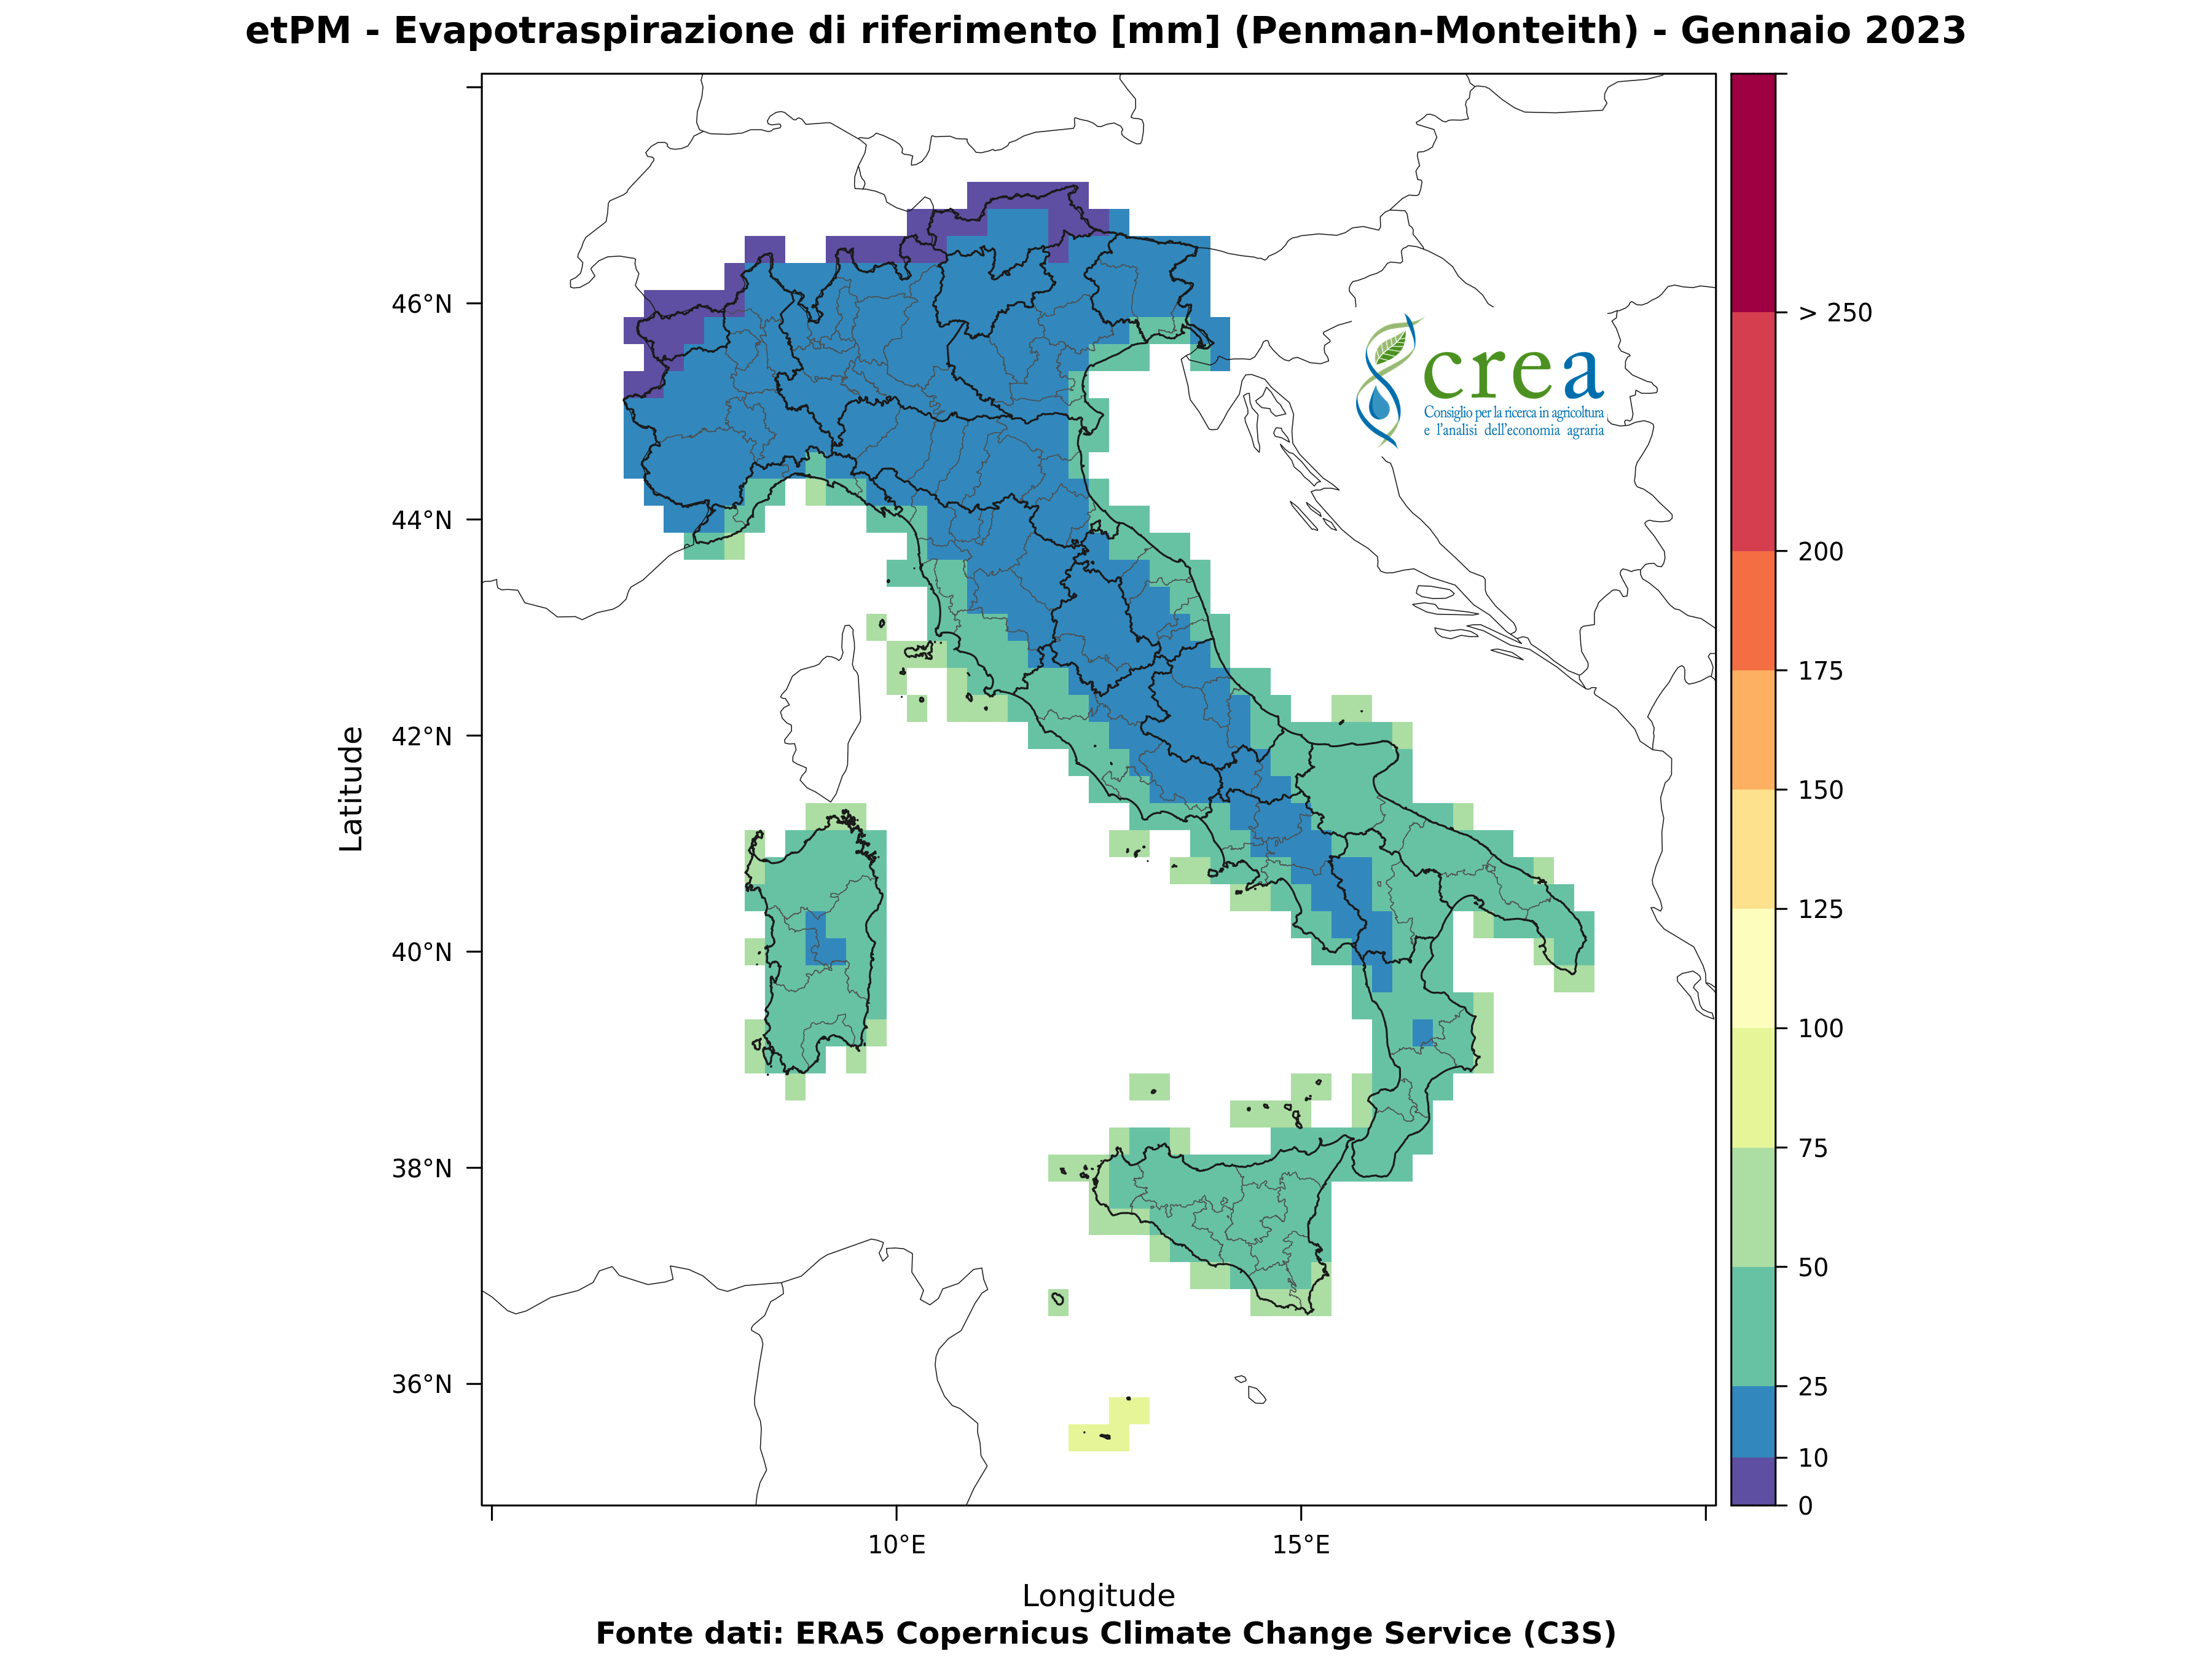 etPM - Evapotraspirazione di riferimento [mm] (Penman-Monteith) - Gennaio 2023
46°N
44°N
42°N
40°N
38°N
36°N
Latitude
crea
Consiglio per la ricerca in agricoltura
e l'analisi dell'economia agraria
> 250
200
175
150
125
100
75
50
25
10
0
10°E
15°E
Longitude
Fonte dati: ERA5 Copernicus Climate Change Service (C3S)